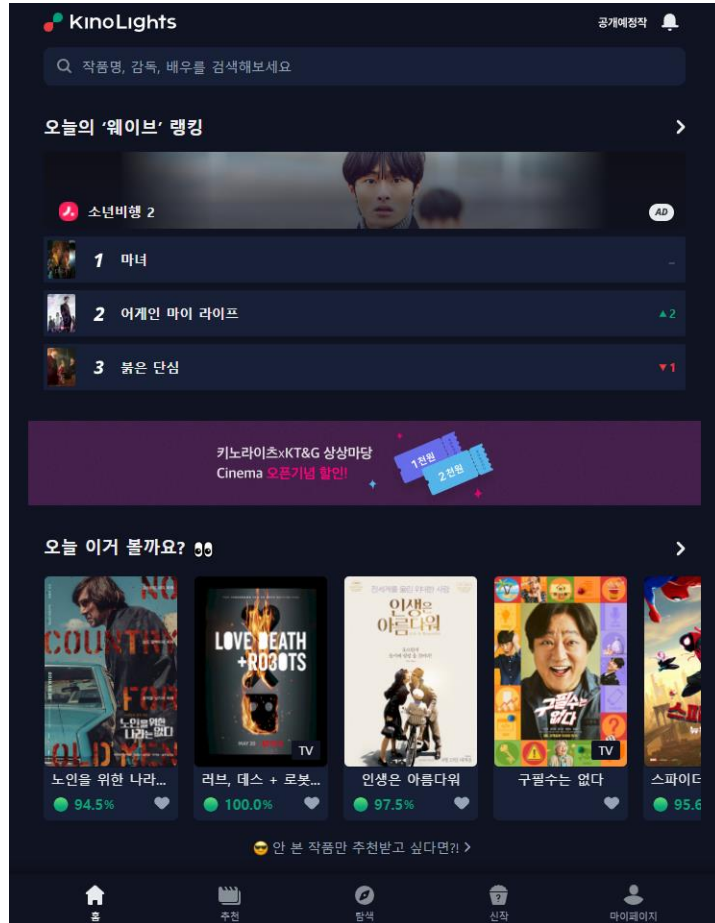 KinoLights
공개예정작
작품명, 감독, 배우를 검색해보세요
오늘의 ‘웨이브’ 랭킹
소년비행 2
AD
1 마녀 –
2 어게인 마이 라이프 ▲2
3 붉은 단심 ▼1
키노라이츠xKT&G 상상마당
Cinema 오픈기념 할인!
1천원
2천원
오늘 이거 볼까요? 👀
NO
COUNTRY
FOR
노인을 위한
나라는 없다
OLD MEN
LOVE DEATH
+ROBOTS
TV
인생은
아름다워
구필수는
없다
TV
스파이
노인을 위한 나라...
94.5%
러브, 데스 + 로봇...
100.0%
인생은 아름다워
97.5%
구필수는 없다
스파이더
95.6
😎 안 본 작품만 추천받고 싶다면?!
홈
추천
탐색
신작
마이페이지